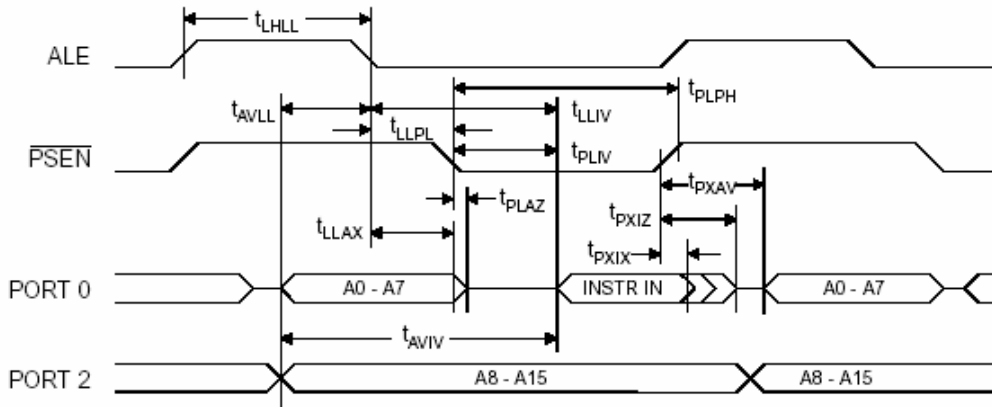 tLHLL
ALE
tPLPH
tAVLL
tLLIV
tLLPL
PSEN
tPLIV
tPXAV
tPLAZ
tPXIZ
tLLAX
tPXIX
PORT 0
A0 - A7
INSTR IN
A0 - A7
tAVIV
PORT 2
A8 - A15
A8 - A15